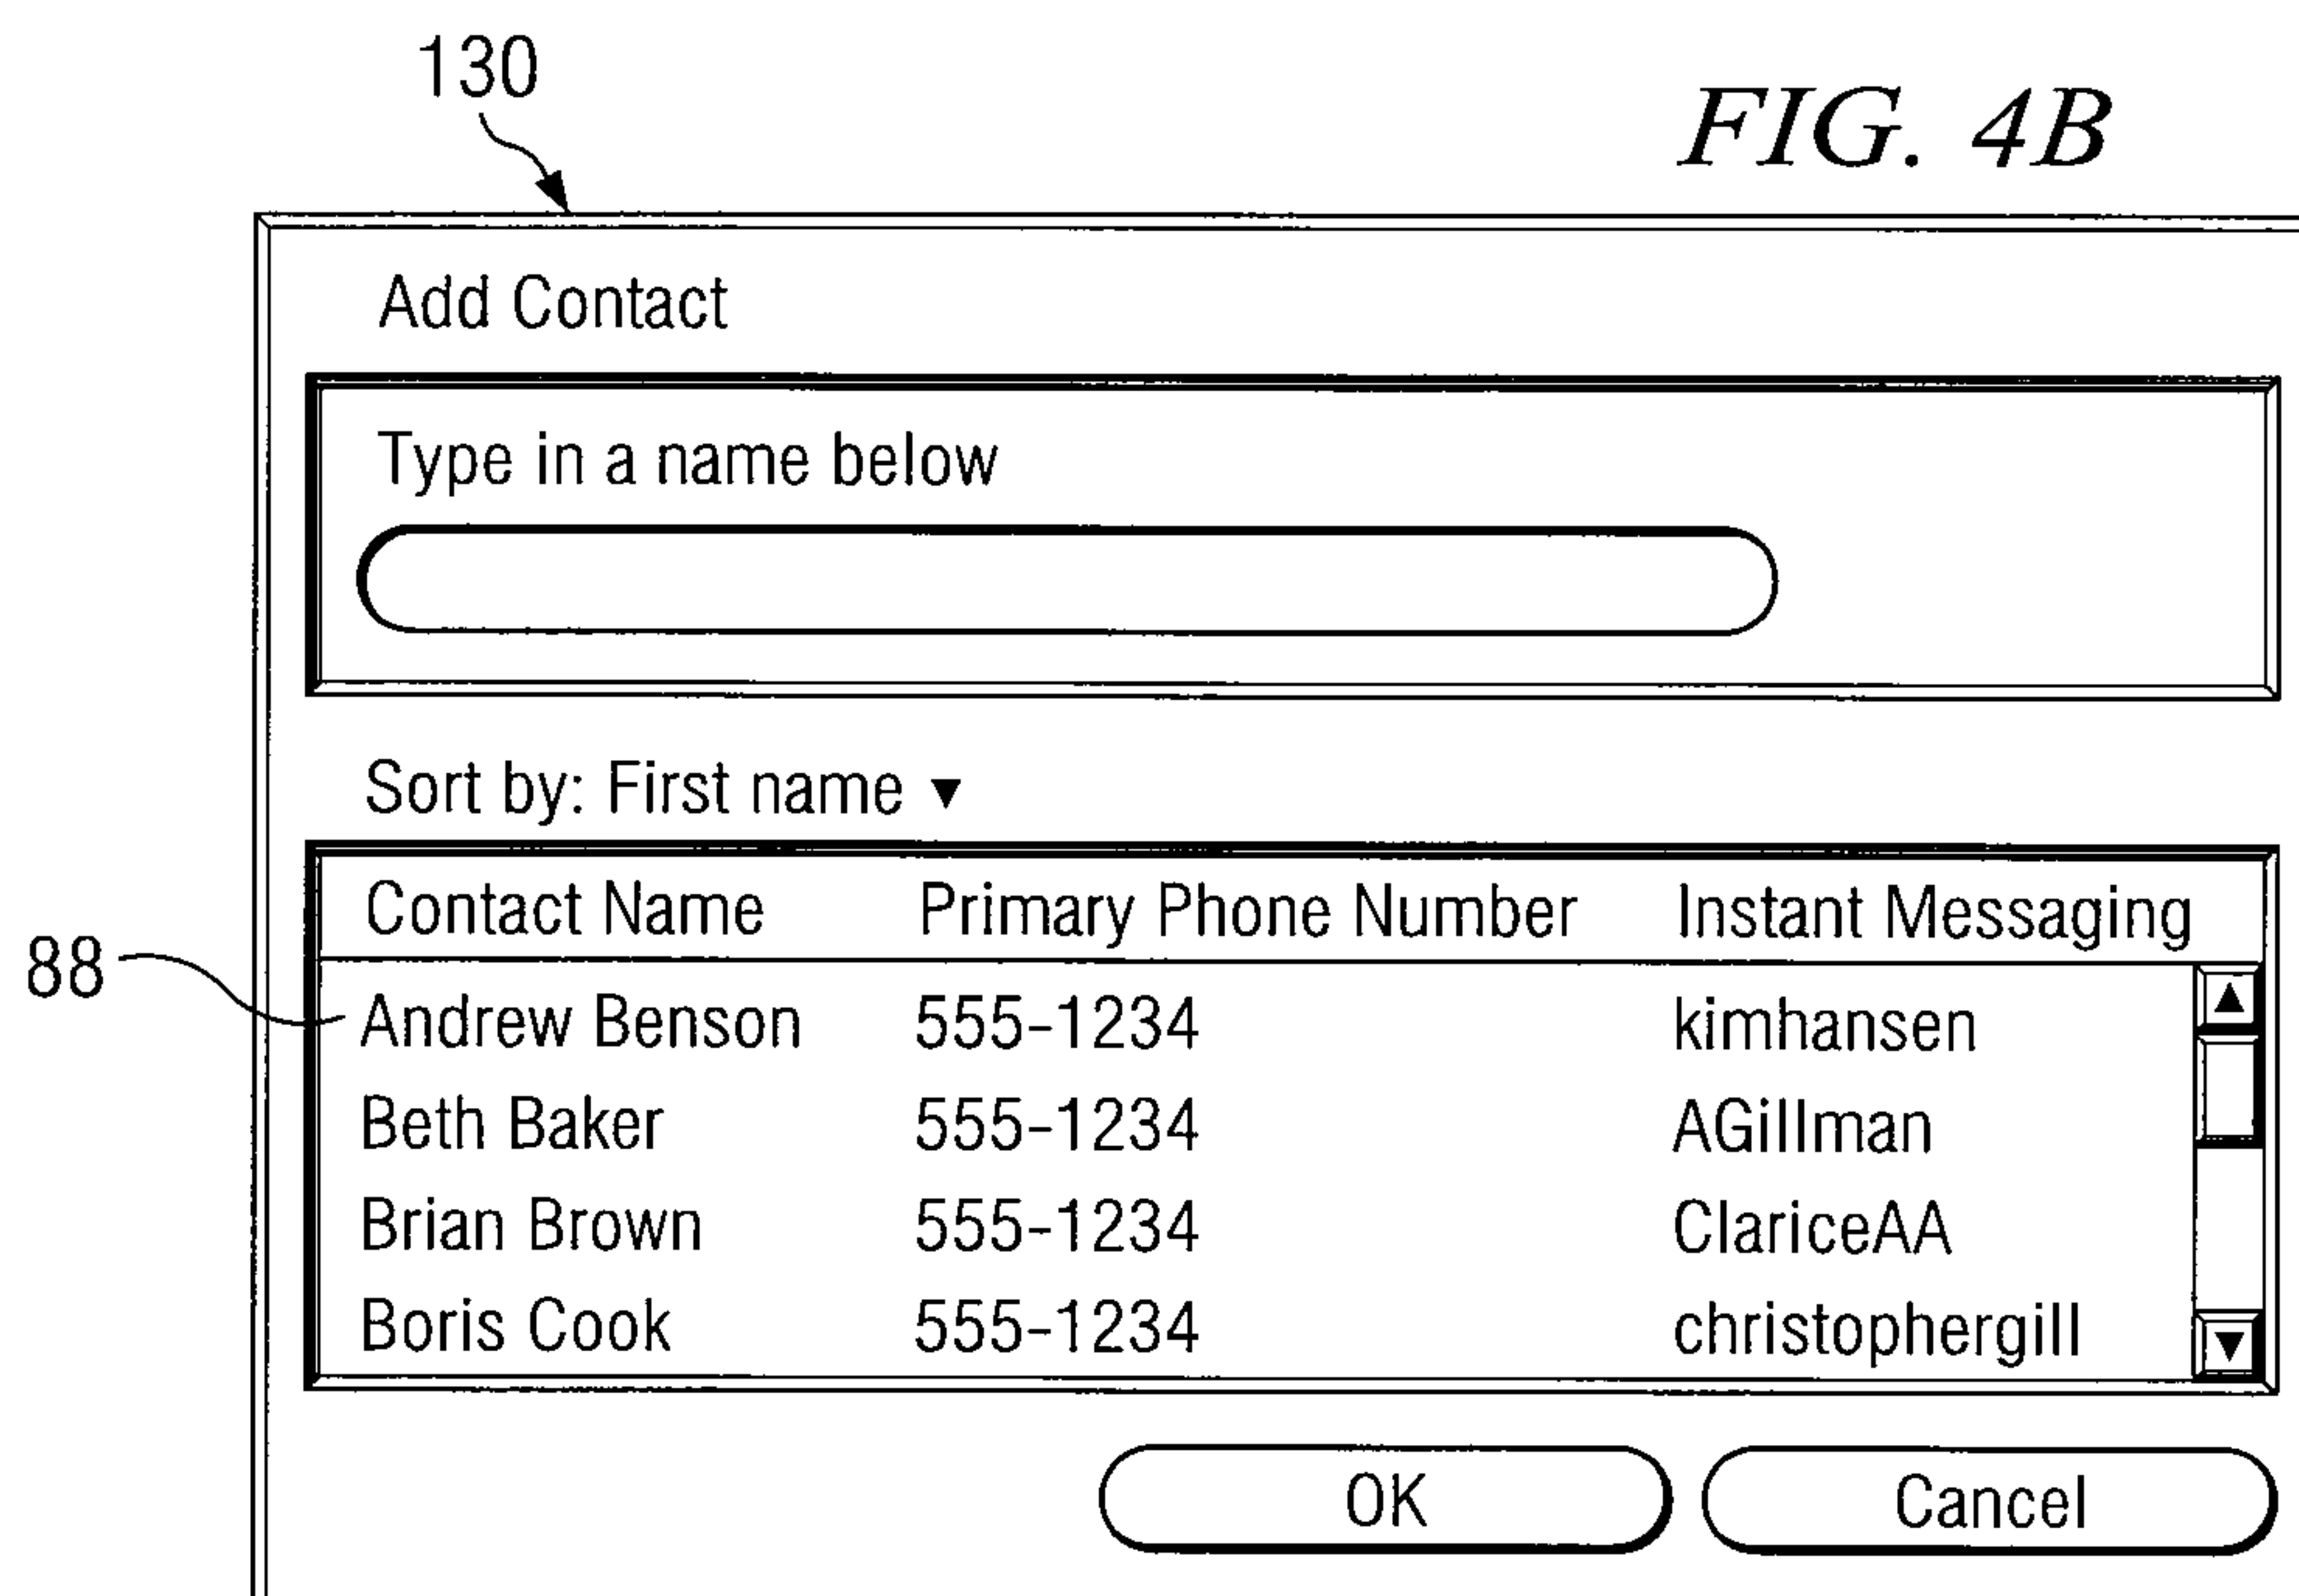 130
FIG. 4B
Add Contact
Type in a name below
Sort by: First name ▼
Contact Name Primary Phone Number Instant Messaging
88
Andrew Benson 555-1234 kimhansen
Beth Baker 555-1234 AGillman
Brian Brown 555-1234 ClariceAA
Boris Cook 555-1234 christophergill
OK Cancel